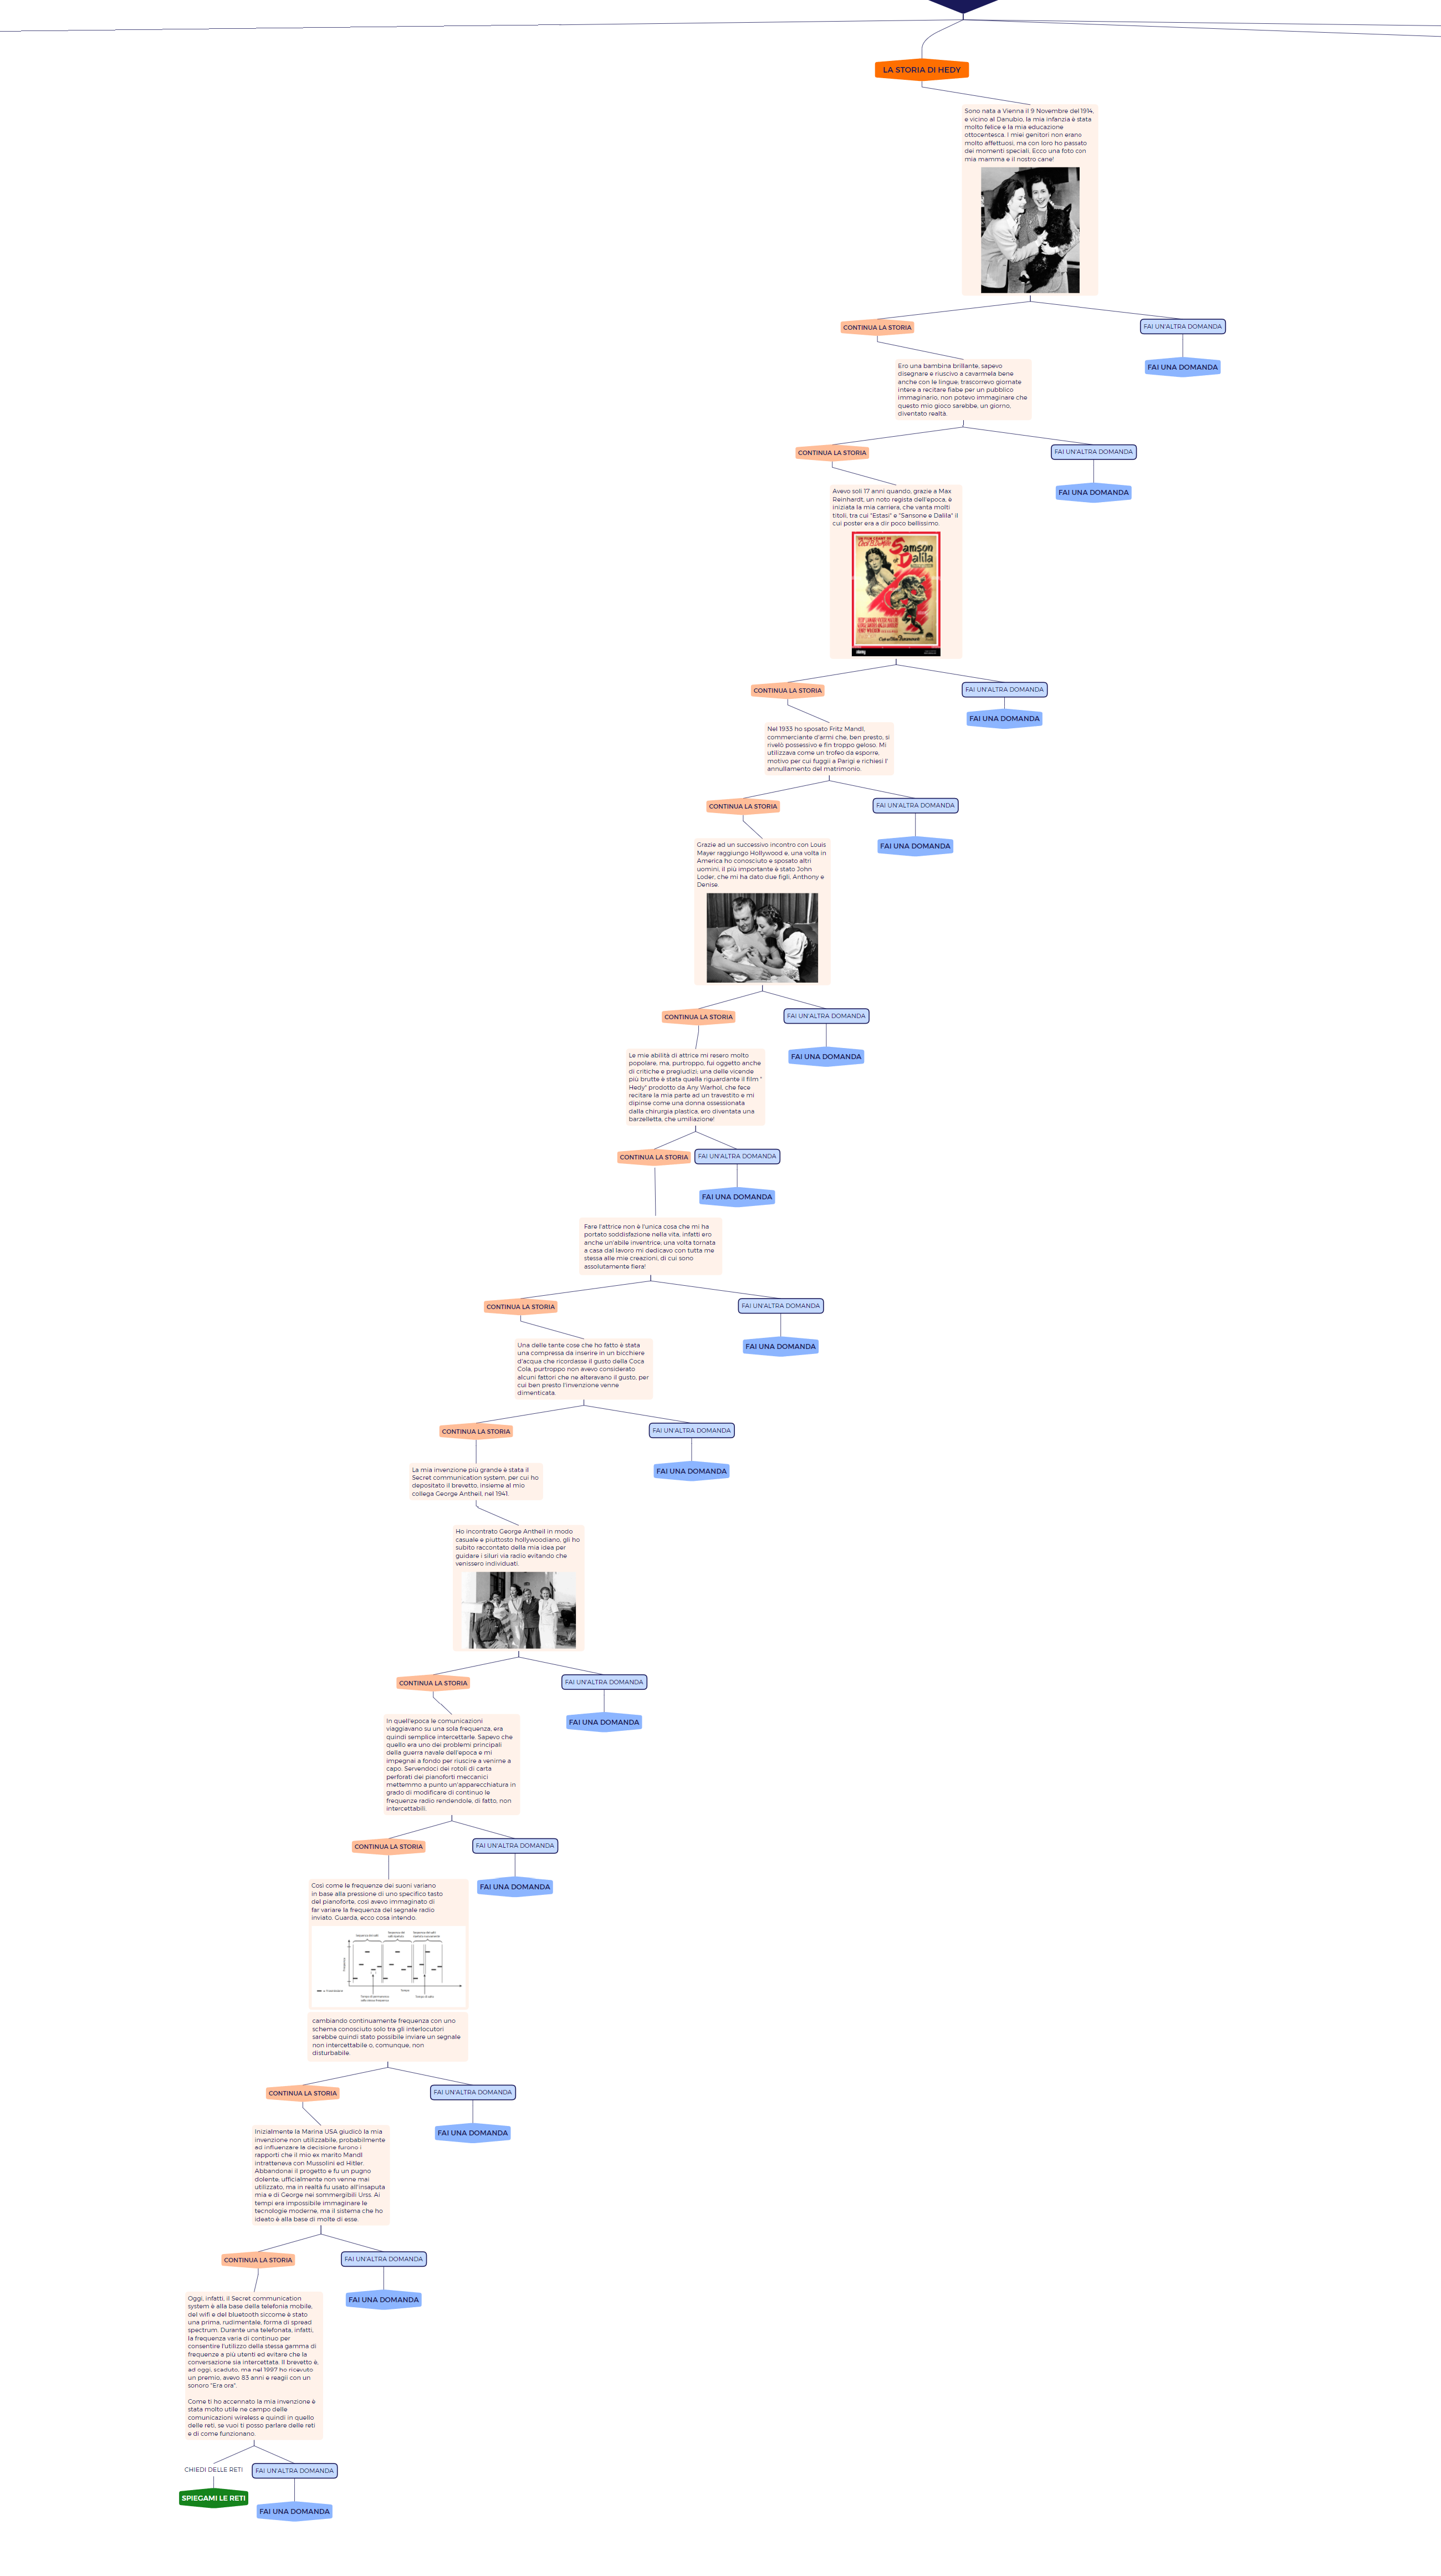 LA STORIA DI HEDY
Sono nata a Vienna il 9 Novembre del 1914,
e vicino al Danubio, la mia infanzia è stata
molto felice e la mia educazione
ottocentesca. I miei genitori non erano
molto affettuosi, ma con loro ho passato
dei momenti speciali, Ecco una foto con
mia mamma e il nostro cane!
CONTINUA LA STORIA
FAI UN'ALTRA DOMANDA
FAI UNA DOMANDA
Ero una bambina brillante, sapevo
disegnare e riuscivo a cavarmela bene
anche con le lingue; trascorrevo giornate
intere a recitare fiabe per un pubblico
immaginario, non potevo immaginare che
questo mio gioco sarebbe, un giorno,
diventato realtà.
CONTINUA LA STORIA
FAI UN'ALTRA DOMANDA
FAI UNA DOMANDA
Avevo soli 17 anni quando, grazie a Max
Reinhardt, un noto regista dell'epoca, è
iniziata la mia carriera, che vanta molti
titoli, tra cui "Estasi" e "Sansone e Dalila" il
cui poster era a dir poco bellissimo.
Samson
Dalila
CONTINUA LA STORIA
FAI UN'ALTRA DOMANDA
FAI UNA DOMANDA
Nel 1933 ho sposato Fritz Mandl,
commerciante d'armi che, ben presto, si
rivelò possessivo e fin troppo geloso. Mi
utilizzava come un trofeo da esporre,
motivo per cui fuggii a Parigi e richiesi l'
annullamento del matrimonio.
CONTINUA LA STORIA
FAI UN'ALTRA DOMANDA
FAI UNA DOMANDA
Grazie ad un successivo incontro con Louis
Mayer raggiungo Hollywood e, una volta in
America ho conosciuto e sposato altri
uomini, il più importante è stato John
Loder, che mi ha dato due figli, Anthony e
Denise.
CONTINUA LA STORIA
FAI UN'ALTRA DOMANDA
FAI UNA DOMANDA
Le mie abilità di attrice mi resero molto
popolare, ma, purtroppo, fui oggetto anche
di critiche e pregiudizi; una delle vicende
più brutte è stata quella riguardante il film "
Hedy" prodotto da Any Warhol, che fece
recitare la mia parte ad un travestito e mi
dipinse come una donna ossessionata
dalla chirurgia plastica, ero diventata una
barzelletta, che umiliazione!
CONTINUA LA STORIA
FAI UN'ALTRA DOMANDA
FAI UNA DOMANDA
Fare l'attrice non è l'unica cosa che mi ha
portato soddisfazione nella vita, infatti ero
anche un'abile inventrice, una volta tornata
a casa dal lavoro mi dedicavo con tutta me
stessa alle mie creazioni, di cui sono
assolutamente fiera!
CONTINUA LA STORIA
FAI UN'ALTRA DOMANDA
FAI UNA DOMANDA
Una delle tante cose che ho fatto è stata
una compressa da inserire in un bicchiere
d'acqua che ricordasse il gusto della Coca
Cola, purtroppo non avevo considerato
alcuni fattori che ne alteravano il gusto, per
cui ben presto l'invenzione venne
dimenticata.
CONTINUA LA STORIA
FAI UN'ALTRA DOMANDA
FAI UNA DOMANDA
La mia invenzione più grande è stata il
Secret communication system, per cui ho
depositato il brevetto, insieme al mio
collega George Antheil, nel 1941.
Ho incontrato George Antheil in modo
casuale e piuttosto hollywoodiano, gli ho
subito raccontato della mia idea per
guidare i siluri via radio evitando che
venissero individuati.
CONTINUA LA STORIA
FAI UN'ALTRA DOMANDA
FAI UNA DOMANDA
In quell'epoca le comunicazioni
viaggiavano su una sola frequenza, era
quindi semplice intercettarle. Sapevo che
quello era uno dei problemi principali
della guerra navale dell'epoca e mi
impegnai a fondo per riuscire a venirne a
capo. Servendoci dei rotoli di carta
perforati dei pianoforti meccanici
mettemmo a punto un'apparecchiatura in
grado di modificare di continuo le
frequenze radio rendendole, di fatto, non
intercettabili.
CONTINUA LA STORIA
FAI UN'ALTRA DOMANDA
FAI UNA DOMANDA
Così come le frequenze dei suoni variano
in base alla pressione di uno specifico tasto
del pianoforte, così avevo immaginato di
far variare la frequenza del segnale radio
inviato. Guarda, ecco cosa intendo.
Frequenza
Tempo
cambiando continuamente frequenza con uno
schema conosciuto solo tra gli interlocutori
sarebbe quindi stato possibile inviare un segnale
non intercettabile o, comunque, non
disturbabile.
CONTINUA LA STORIA
FAI UN'ALTRA DOMANDA
FAI UNA DOMANDA
Inizialmente la Marina USA giudicò la mia
invenzione non utilizzabile, probabilmente
ad influenzare la decisione furono i
rapporti che il mio ex marito Mandl
intratteneva con Mussolini ed Hitler.
Abbandonai il progetto e fu un pugno
dolente; ufficialmente non venne mai
utilizzato, ma in realtà fu usato all'insaputa
mia e di George nei sommergibili Urss. Ai
tempi era impossibile immaginare le
tecnologie moderne, ma il sistema che ho
ideato è alla base di molte di esse.
CONTINUA LA STORIA
FAI UN'ALTRA DOMANDA
FAI UNA DOMANDA
Oggi, infatti, il Secret communication
system è alla base della telefonia mobile,
del wifi e del bluetooth siccome è stato
una prima, rudimentale, forma di spread
spectrum. Durante una telefonata, infatti,
la frequenza varia di continuo per
consentire l'utilizzo della stessa gamma di
frequenze a più utenti ed evitare che la
conversazione sia intercettata. Il brevetto è,
ad oggi, scaduto, ma nel 1997 ho ricevuto
un premio, avevo 83 anni e reagii con un
sonoro "Era ora".
Come ti ho accennato la mia invenzione è
stata molto utile ne campo delle
comunicazioni wireless e quindi in quello
delle reti, se vuoi ti posso parlare delle reti
e di come funzionano.
CHIEDI DELLE RETI
FAI UN'ALTRA DOMANDA
SPIEGAMI LE RETI
FAI UNA DOMANDA